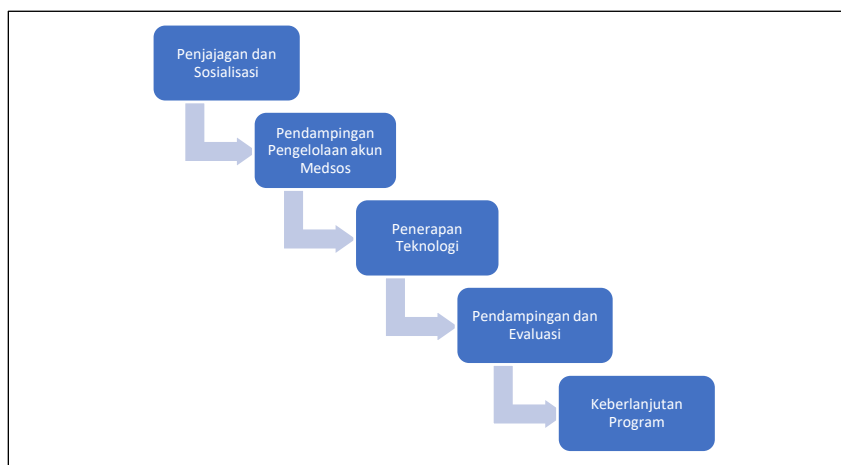 Penjajagan dan
Sosialisasi
Pendampingan
Pengelolaan akun
Medsos
Penerapan
Teknologi
Pendampingan dan
Evaluasi
Keberlanjutan
Program